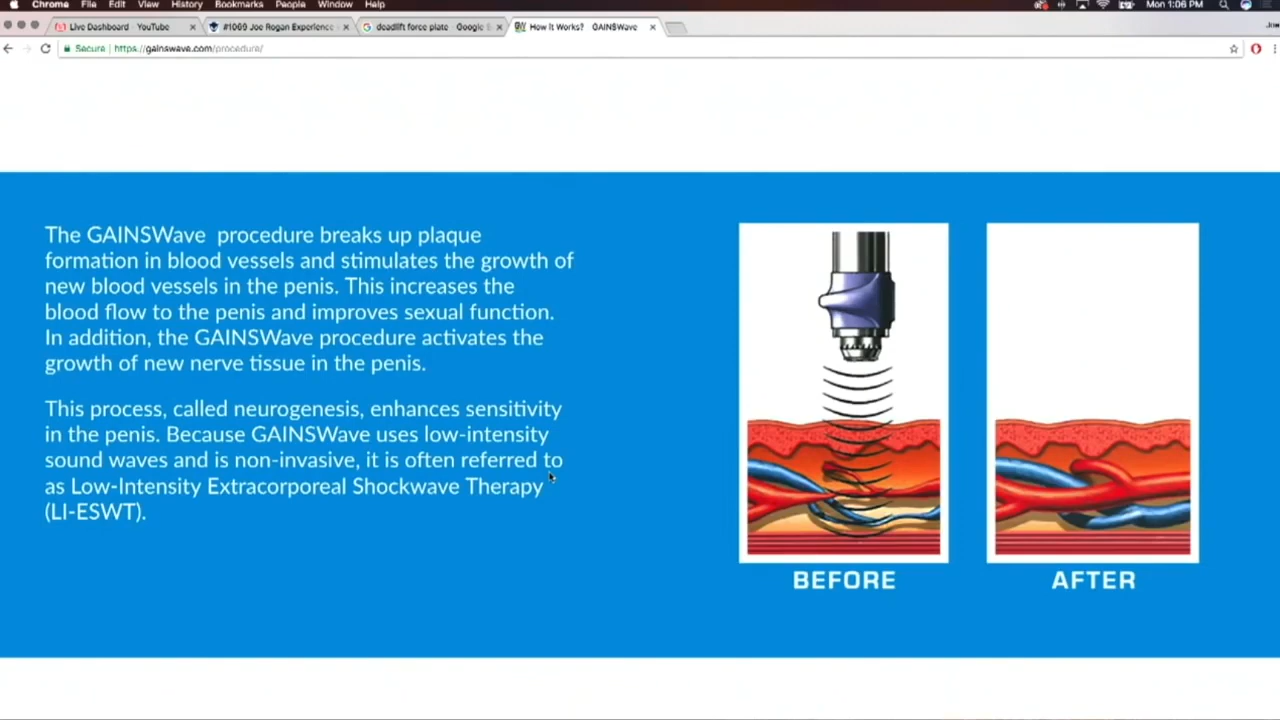 Chrome File Edit View History Bookmarks People Window Help Mon 1:06 PM
Live Dashboard - YouTube #1069 Joe Rogan Experience deadlift force plate - Google How It Works? GAINSWave
Secure https://gainswave.com/procedure/
The GAINSWave procedure breaks up plaque
formation in blood vessels and stimulates the growth of
new blood vessels in the penis. This increases the
blood flow to the penis and improves sexual function.
In addition, the GAINSWave procedure activates the
growth of new nerve tissue in the penis.
This process, called neurogenesis, enhances sensitivity
in the penis. Because GAINSWave uses low-intensity
sound waves and is non-invasive, it is often referred to
as Low-Intensity Extracorporeal Shockwave Therapy
(LI-ESWT).
BEFORE AFTER